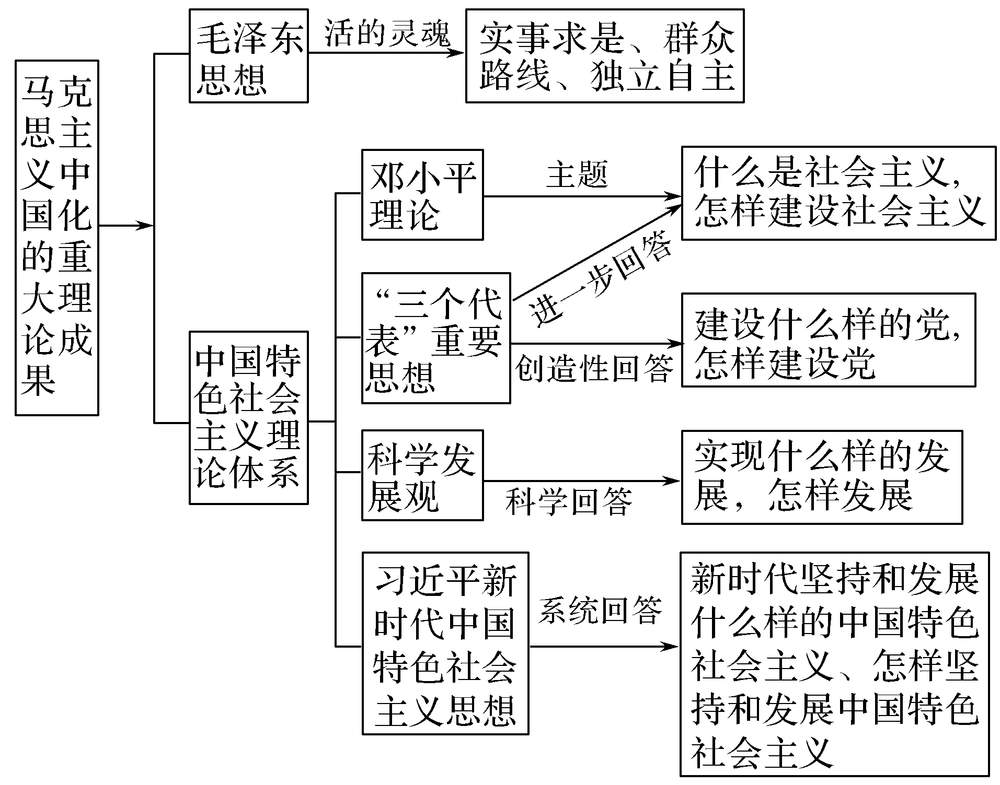 马克
思主
义中
国化
的重
大理
论成
果
毛泽东
思想
活的灵魂
实事求是、群众
路线、独立自主
中国特
色社会
主义理
论体系
邓小平
理论
主题
什么是社会主义,
怎样建设社会主义
“三个代
表”重要
思想
进一步回答
创造性回答
建设什么样的党,
怎样建设党
科学发
展观
科学回答
实现什么样的发
展，怎样发展
习近平新
时代中国
特色社会
主义思想
系统回答
新时代坚持和发展
什么样的中国特色
社会主义、怎样坚
持和发展中国特色
社会主义